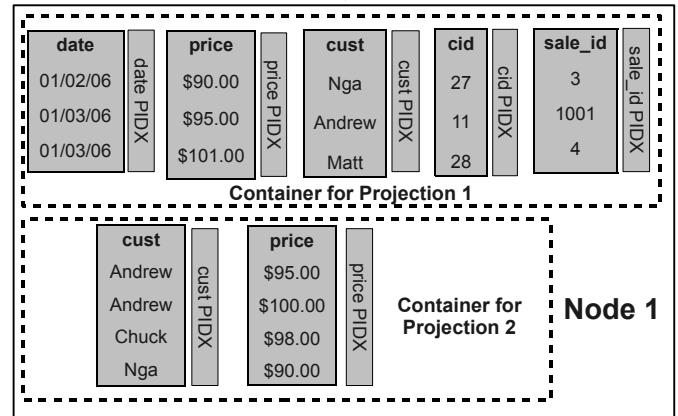 date price cust cid sale_id
01/02/06 $90.00 Nga 27 3
01/03/06 $95.00 Andrew 11 1001
01/03/06 $101.00 Matt 28 4
date PIDX
price PIDX
cust PIDX
cid PIDX
sale_id PIDX
Container for Projection 1
cust price
Andrew $95.00
Andrew $100.00
Chuck $98.00
Nga $90.00
cust PIDX
price PIDX
Container for
Projection 2
Node 1